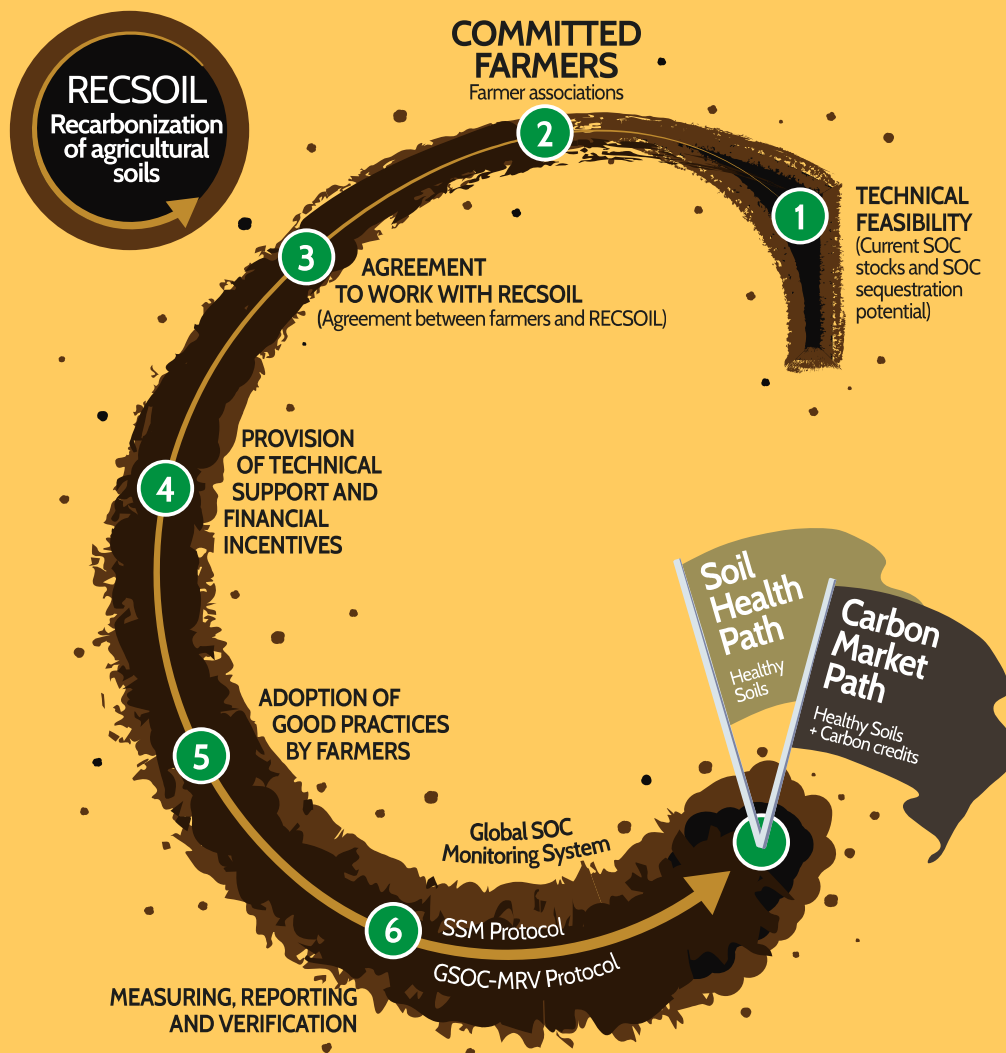 RECSOIL
Recarbonization
of agricultural
soils
COMMITTED
FARMERS
Farmer associations
2
1
TECHNICAL
FEASIBILITY
(Current SOC
stocks and SOC
sequestration
potential)
3
AGREEMENT
TO WORK WITH RECSOIL
(Agreement between farmers and RECSOIL)
4
PROVISION
OF TECHNICAL
SUPPORT AND
FINANCIAL
INCENTIVES
5
ADOPTION OF
GOOD PRACTICES
BY FARMERS
6
MEASURING, REPORTING
AND VERIFICATION
Global SOC
Monitoring System
SSM Protocol
GSOC-MRV Protocol
Soil
Health
Path
Healthy
Soils
Carbon
Market
Path
Healthy Soils
+ Carbon credits